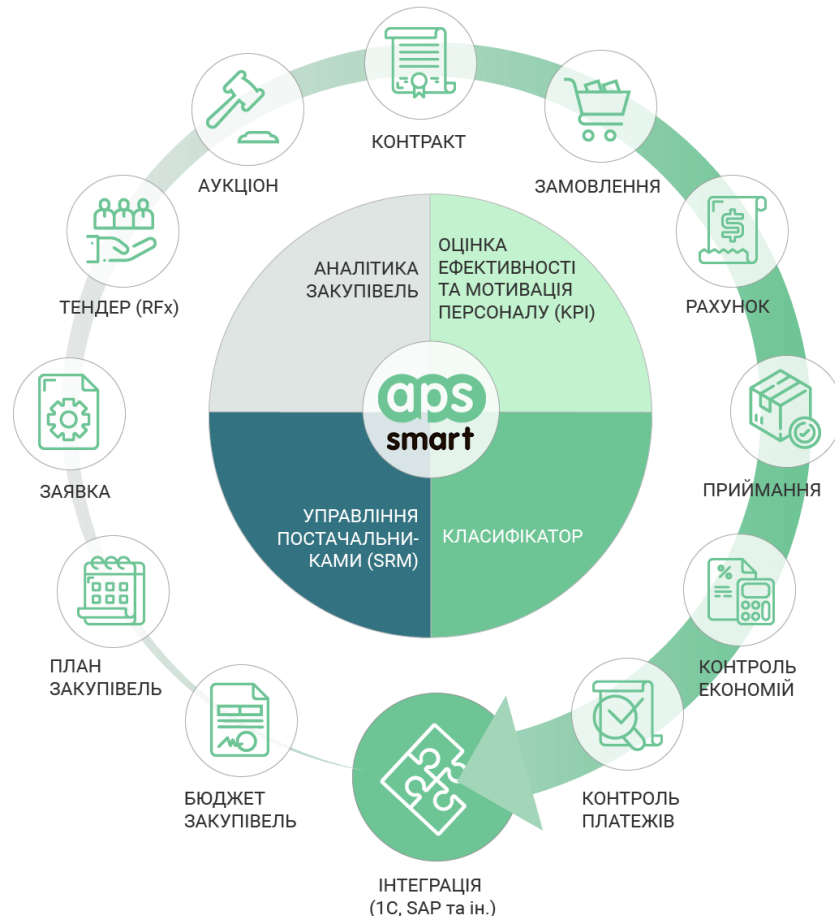 КОНТРАКТ
АУКЦІОН
ЗАМОВЛЕННЯ
ТЕНДЕР (RFx)
РАХУНОК
АНАЛІТИКА
ЗАКУПІВЕЛЬ
ОЦІНКА
ЕФЕКТИВНОСТІ
ТА МОТИВАЦІЯ
ПЕРСОНАЛУ (KPI)
aps
smart
ЗАЯВКА
ПРИЙМАННЯ
УПРАВЛІННЯ
ПОСТАЧАЛЬНИ-
КАМИ (SRM)
КЛАСИФІКАТОР
ПЛАН
ЗАКУПІВЕЛЬ
КОНТРОЛЬ
ЕКОНОМІЙ
БЮДЖЕТ
ЗАКУПІВЕЛЬ
КОНТРОЛЬ
ПЛАТЕЖІВ
ІНТЕГРАЦІЯ
(1С, SAP та ін.)